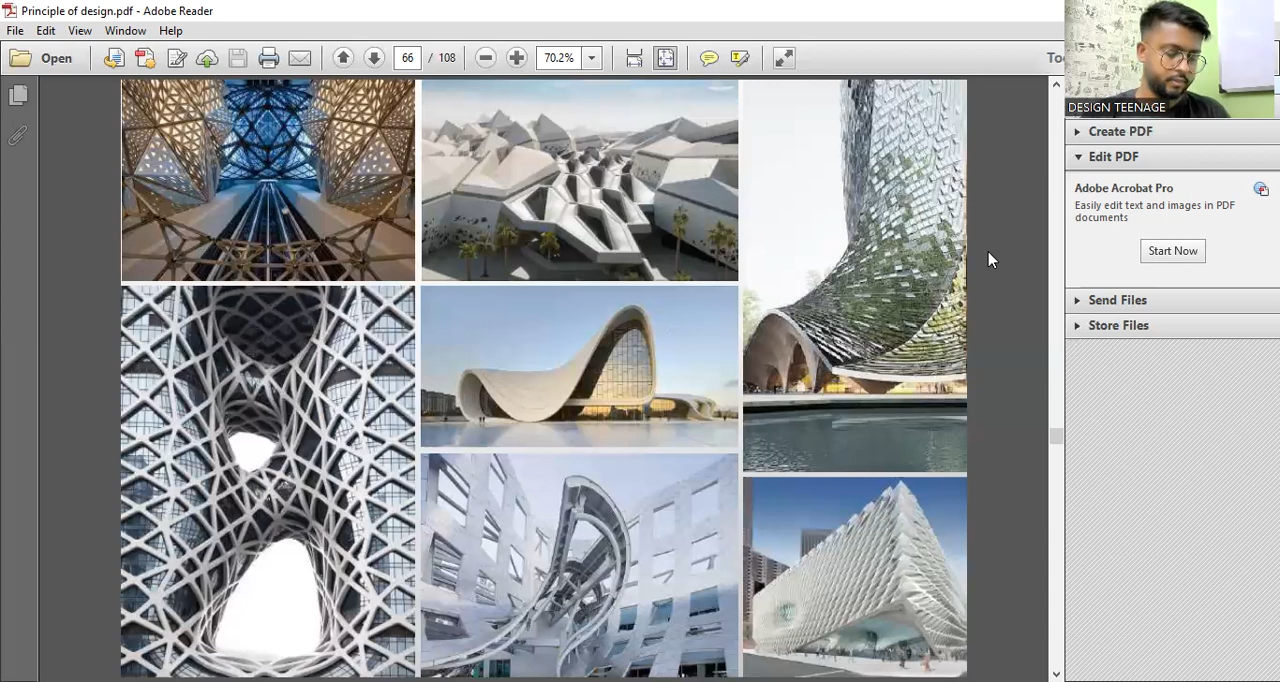 Principle of design.pdf - Adobe Reader
File Edit View Window Help
Open 66 / 108 70.2%
DESIGN TEENAGE
Create PDF
Edit PDF
Adobe Acrobat Pro
Easily edit text and images in PDF
documents
Start Now
Send Files
Store Files